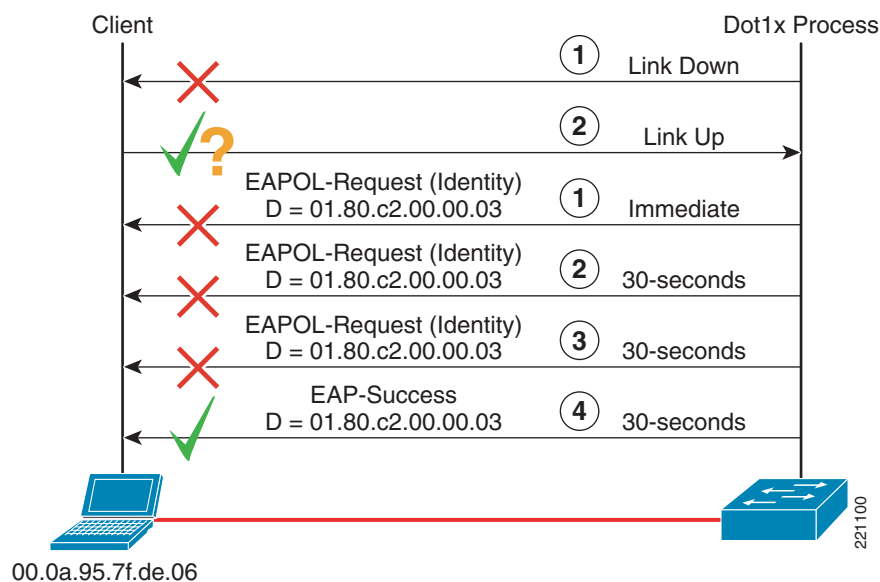 Client
Dot1x Process
1
Link Down
2
Link Up
?
EAPOL-Request (Identity)
D = 01.80.c2.00.00.03
1
Immediate
EAPOL-Request (Identity)
D = 01.80.c2.00.00.03
2
30-seconds
EAPOL-Request (Identity)
D = 01.80.c2.00.00.03
3
30-seconds
EAP-Success
D = 01.80.c2.00.00.03
4
30-seconds
221100
00.0a.95.7f.de.06